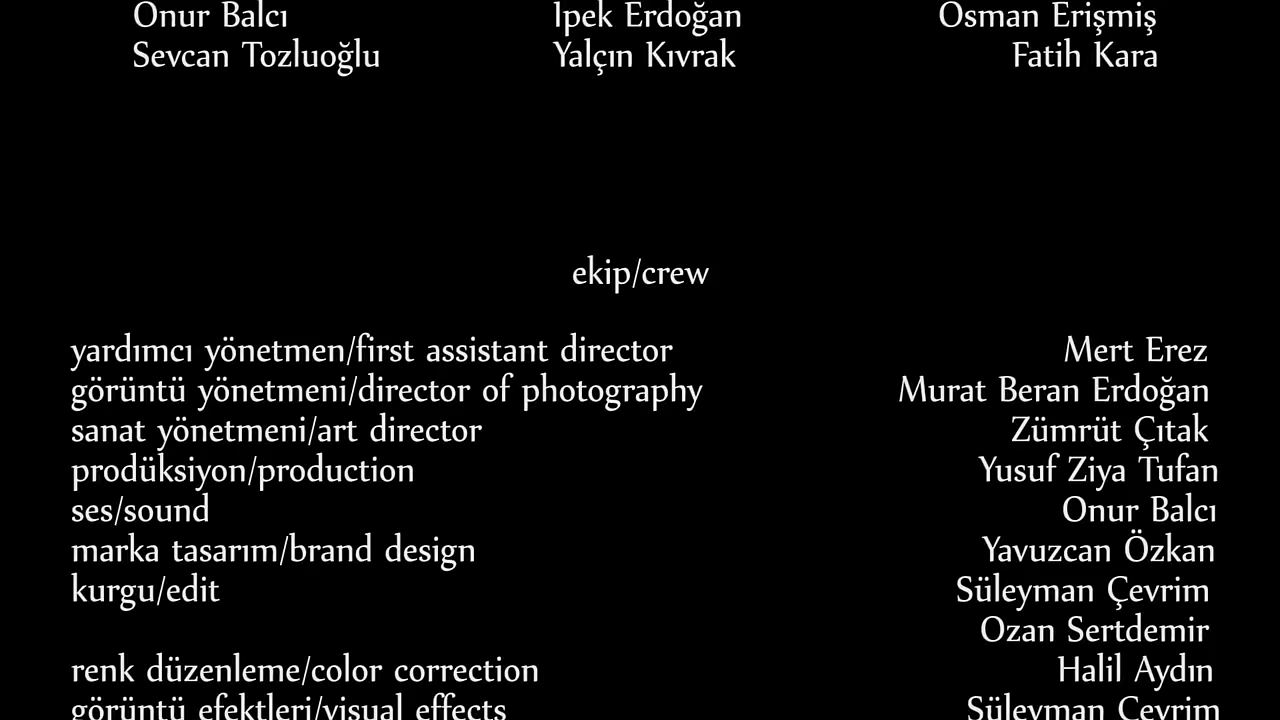 Onur Balcı İpek Erdoğan Osman Erişmiş
Sevcan Tozluoğlu Yalçın Kıvrak Fatih Kara
ekip/crew
yardımcı yönetmen/first assistant director Mert Erez
görüntü yönetmeni/director of photography Murat Beran Erdoğan
sanat yönetmeni/art director Zümrüt Çıtak
prodüksiyon/production Yusuf Ziya Tufan
ses/sound Onur Balcı
marka tasarım/brand design Yavuzcan Özkan
kurgu/edit Süleyman Çevrim
Ozan Sertdemir
renk düzenleme/color correction Halil Aydın
görüntü efektleri/visual effects Süleyman Çevrim